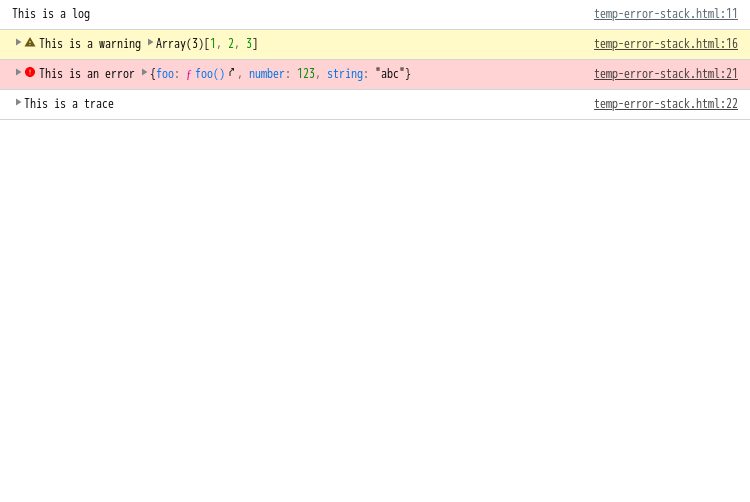 This is a log temp-error-stack.html:11
This is a warning Array(3)[1, 2, 3] temp-error-stack.html:16
This is an error {foo: ƒ foo(), number: 123, string: "abc"} temp-error-stack.html:21
This is a trace temp-error-stack.html:22